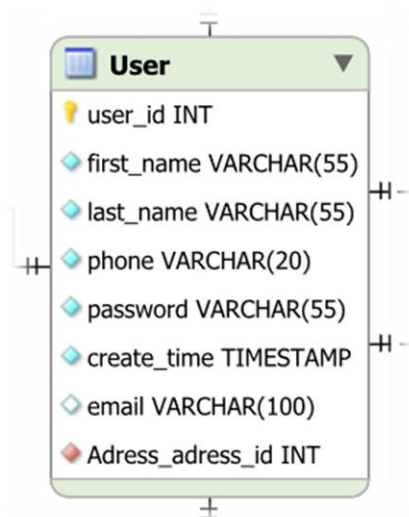 User
user_id INT
first_name VARCHAR(55)
last_name VARCHAR(55)
phone VARCHAR(20)
password VARCHAR(55)
create_time TIMESTAMP
email VARCHAR(100)
Adress_adress_id INT